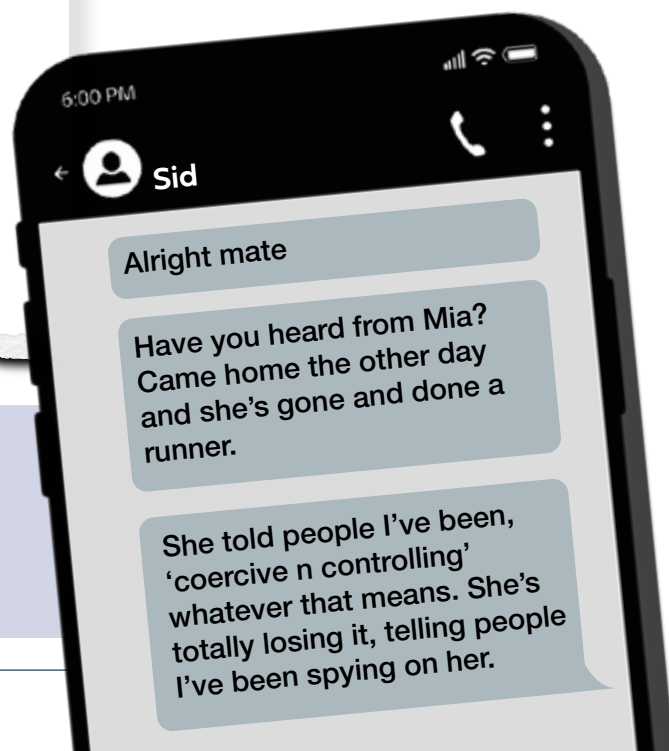 6:00 PM
Sid
Alright mate
Have you heard from Mia?
Came home the other day
and she's gone and done a
runner.
She told people I've been,
‘coercive n controlling’
whatever that means. She's
totally losing it, telling people
I've been spying on her.